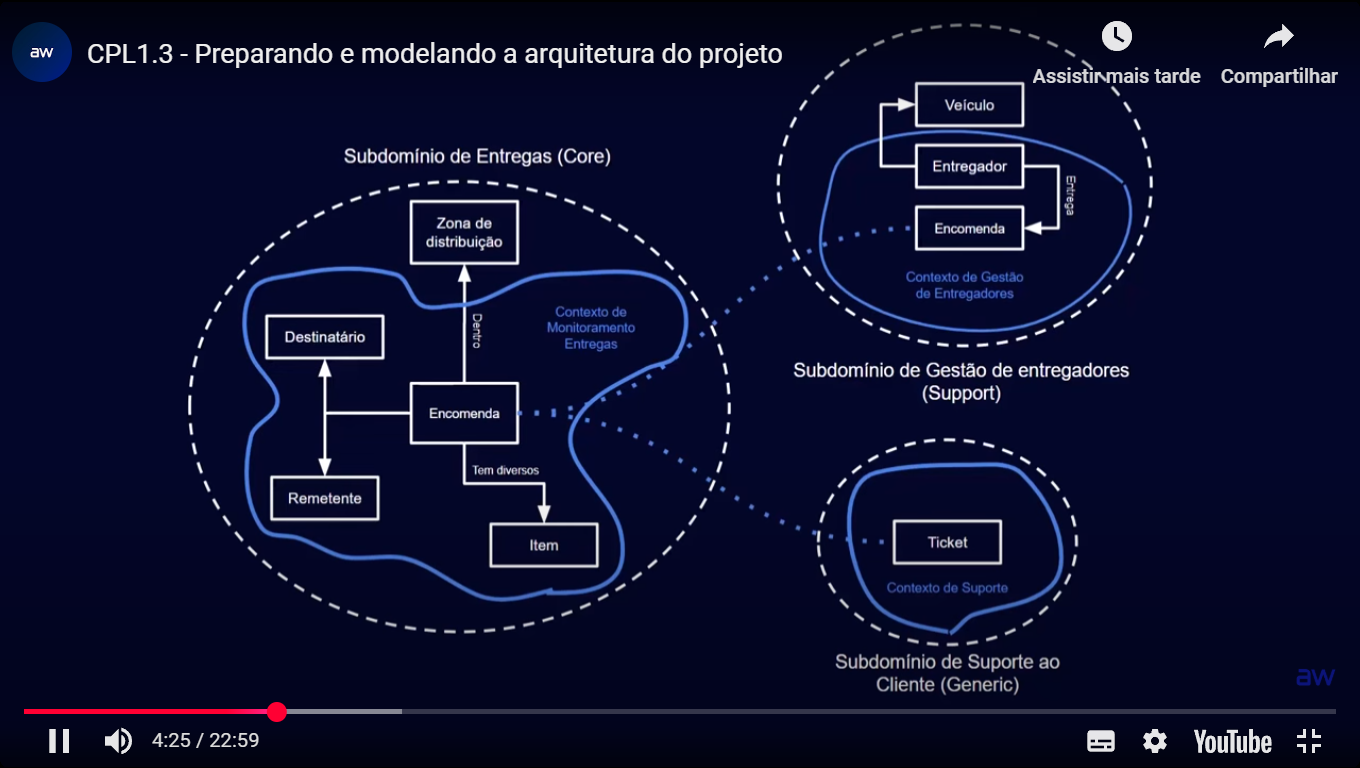 aw
CPL1.3 - Preparando e modelando a arquitetura do projeto
Assistir mais tarde
Compartilhar
Subdomínio de Entregas (Core)
Zona de
distribuição
Dentro
Contexto de
Monitoramento
Entregas
Destinatário
Encomenda
Tem diversos
Remetente
Item
Veículo
Entregador
Entrega
Encomenda
Contexto de Gestão
de Entregadores
Subdomínio de Gestão de entregadores
(Support)
Ticket
Contexto de Suporte
Subdomínio de Suporte ao
Cliente (Generic)
aw
4:25 / 22:59
YouTube